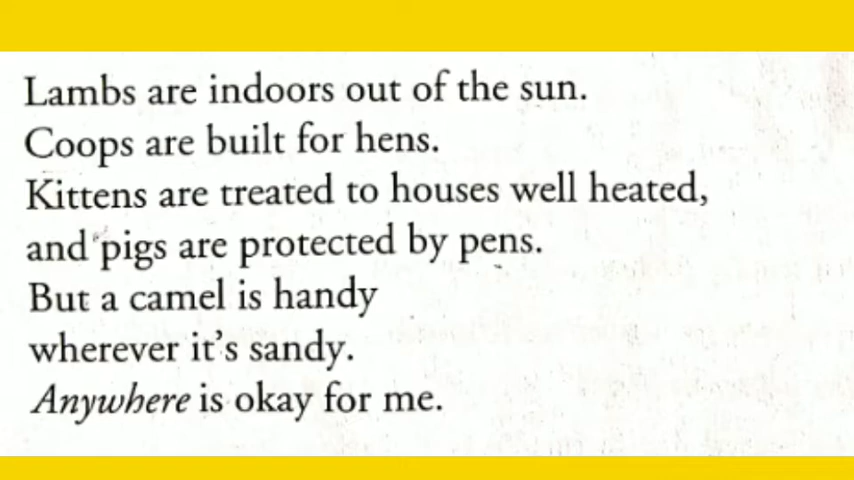 Lambs are indoors out of the sun.
Coops are built for hens.
Kittens are treated to houses well heated,
and pigs are protected by pens.
But a camel is handy
wherever it’s sandy.
Anywhere is okay for me.